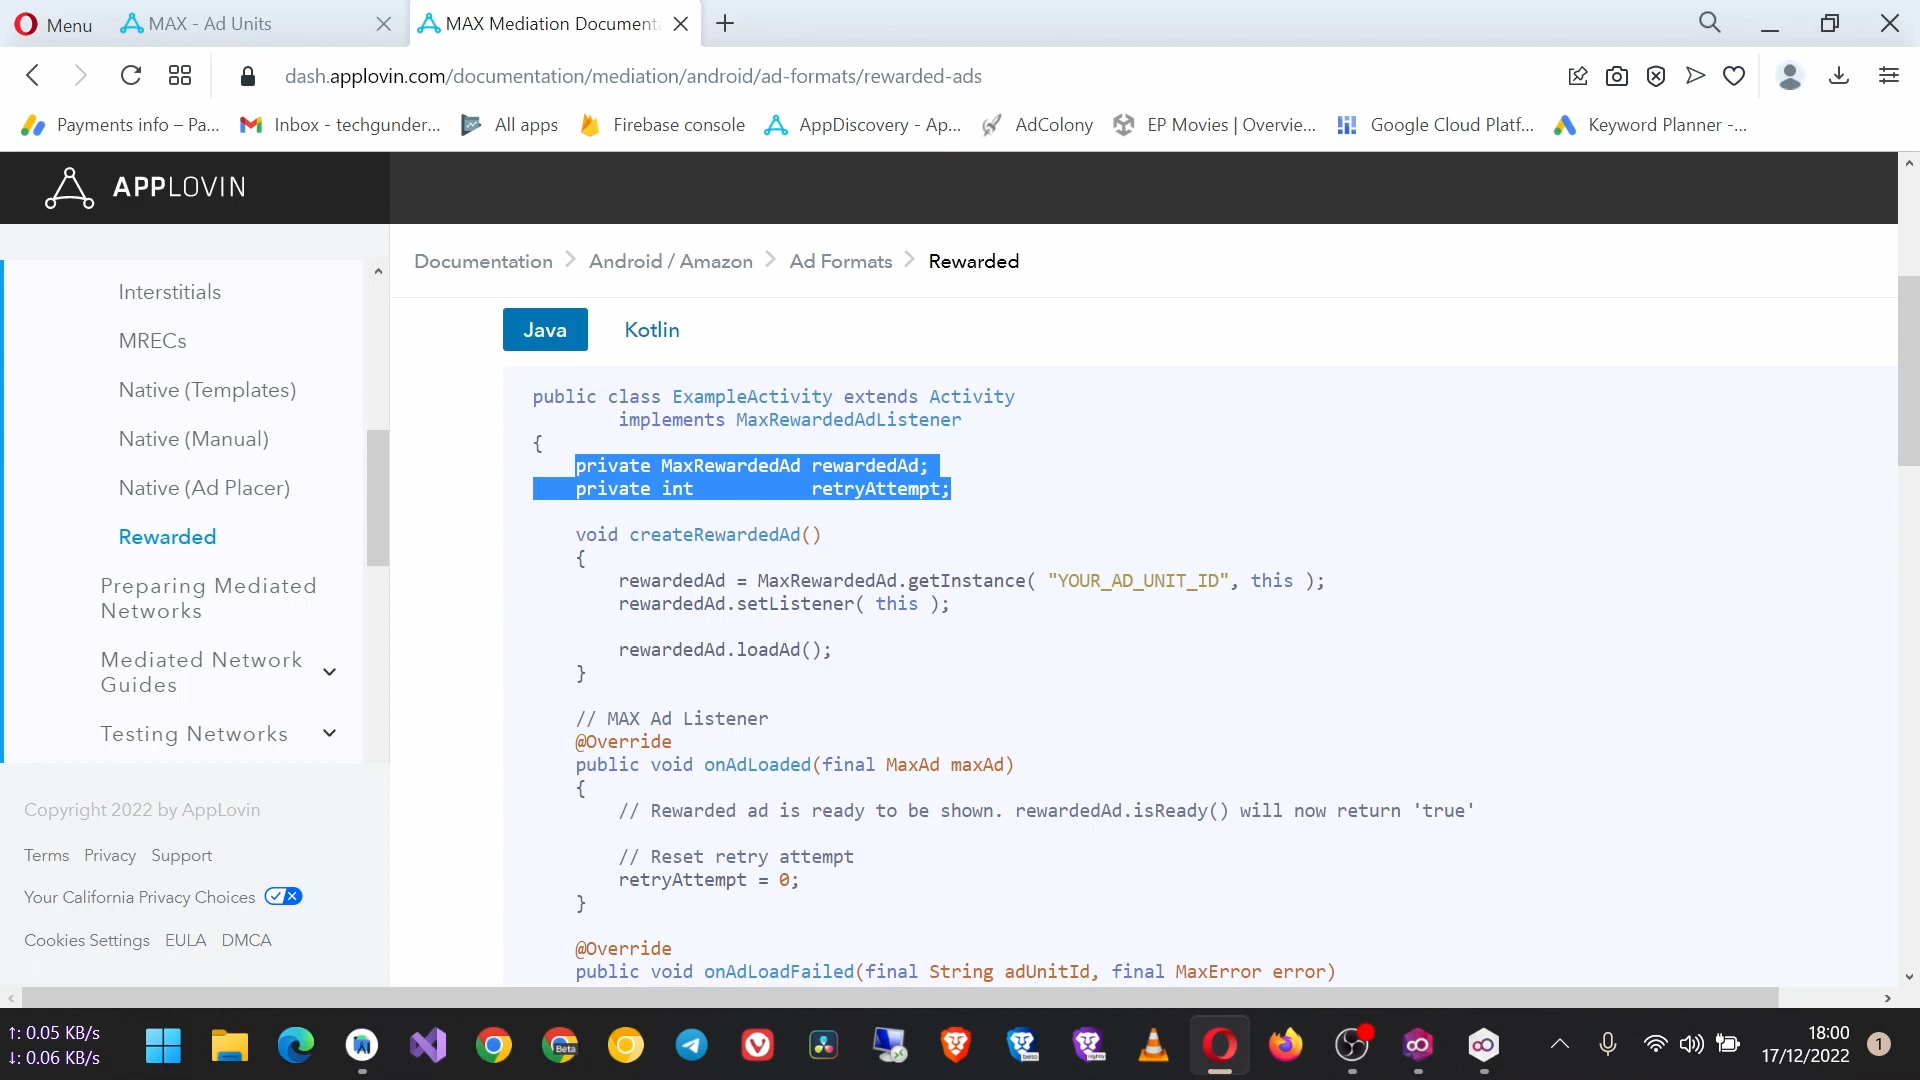 Menu
MAX - Ad Units
MAX Mediation Documenta
dash.applovin.com/documentation/mediation/android/ad-formats/rewarded-ads
Payments info – Pa...
Inbox - techgunder...
All apps
Firebase console
AppDiscovery - Ap...
AdColony
EP Movies | Overvie...
Google Cloud Platf...
Keyword Planner -...
APPLOVIN
Documentation
Android / Amazon
Ad Formats
Rewarded
Interstitials
MRECs
Native (Templates)
Native (Manual)
Native (Ad Placer)
Rewarded
Preparing Mediated
Networks
Mediated Network
Guides
Testing Networks
Copyright 2022 by AppLovin
Terms Privacy Support
Your California Privacy Choices
Cookies Settings EULA DMCA
Java
Kotlin
public class ExampleActivity extends Activity
implements MaxRewardedAdListener
{
private MaxRewardedAd rewardedAd;
private int retryAttempt;
void createRewardedAd()
{
rewardedAd = MaxRewardedAd.getInstance( "YOUR_AD_UNIT_ID", this );
rewardedAd.setListener( this );
rewardedAd.loadAd();
}
// MAX Ad Listener
@Override
public void onAdLoaded(final MaxAd maxAd)
{
// Rewarded ad is ready to be shown. rewardedAd.isReady() will now return 'true'
// Reset retry attempt
retryAttempt = 0;
}
@Override
public void onAdLoadFailed(final String adUnitId, final MaxError error)
↑: 0.05 KB/s
↓: 0.06 KB/s
Beta
beta
nightly
18:00
17/12/2022
1